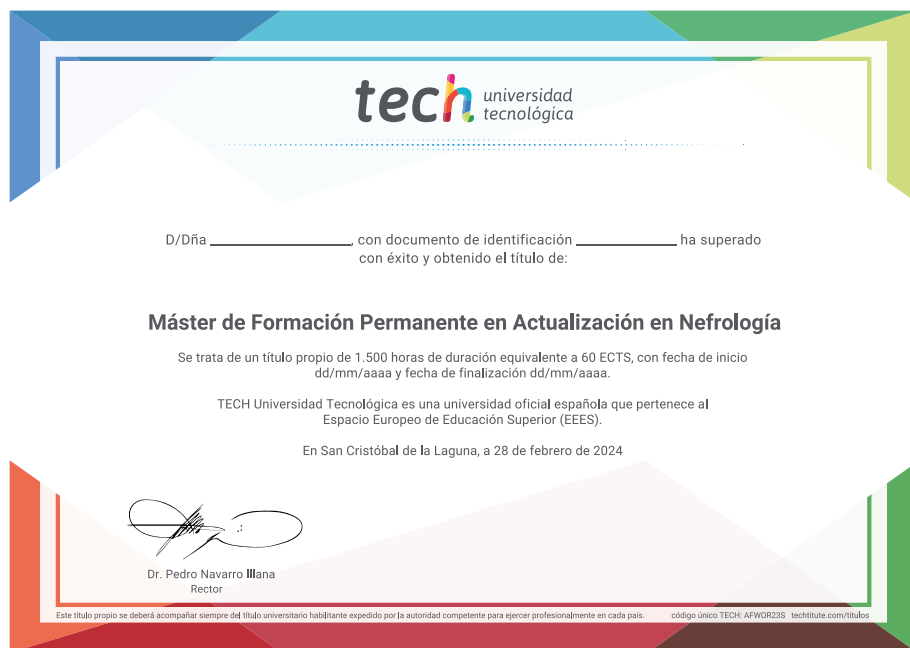 tech universidad
tecnológica
D/Dña ______________, con documento de identificación __________ ha superado
con éxito y obtenido el título de:
Máster de Formación Permanente en Actualización en Nefrología
Se trata de un título propio de 1.500 horas de duración equivalente a 60 ECTS, con fecha de inicio
dd/mm/aaaa y fecha de finalización dd/mm/aaaa.
TECH Universidad Tecnológica es una universidad oficial española que pertenece al
Espacio Europeo de Educación Superior (EEES).
En San Cristóbal de la Laguna, a 28 de febrero de 2024
Dr. Pedro Navarro Illana
Rector
Este título propio se deberá acompañar siempre del título universitario habilitante expedido por la autoridad competente para ejercer profesionalmente en cada país. código único TECH: AFWOR23S techtitute.com/titulos